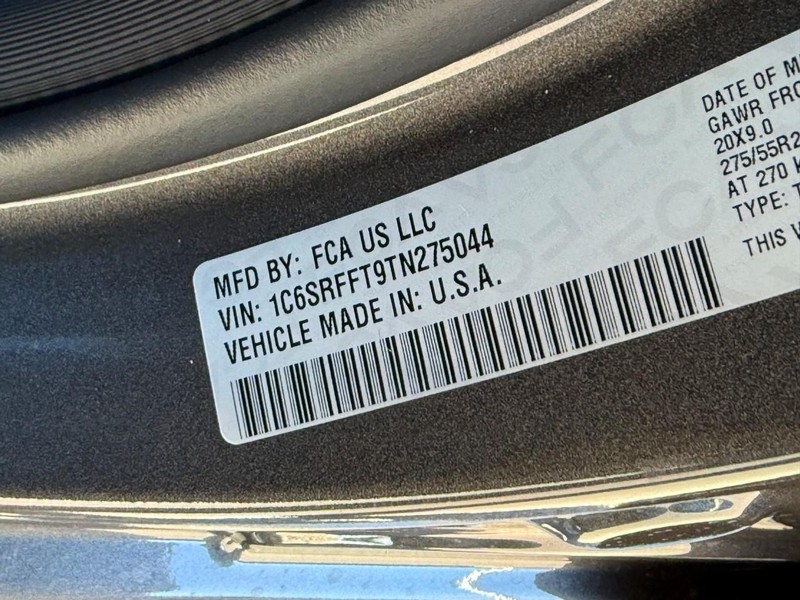 MFD BY: FCA US LLC
VIN: 1C6SRFFT9TN275044
VEHICLE MADE IN: U.S.A.
DATE OF M
GAWR FRO
20X9.0
275/55R2
AT 270 K
TYPE: T
THIS V